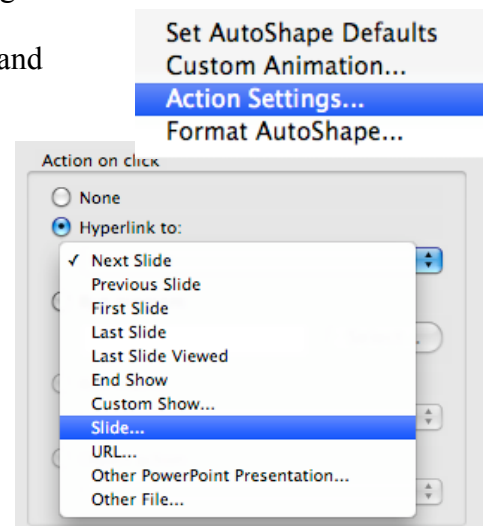 and
Set AutoShape Defaults
Custom Animation...
Action Settings...
Format AutoShape...
Action on click
None
Hyperlink to:
✓ Next Slide
Previous Slide
First Slide
Last Slide
Last Slide Viewed
End Show
Custom Show...
Slide...
URL...
Other PowerPoint Presentation...
Other File...